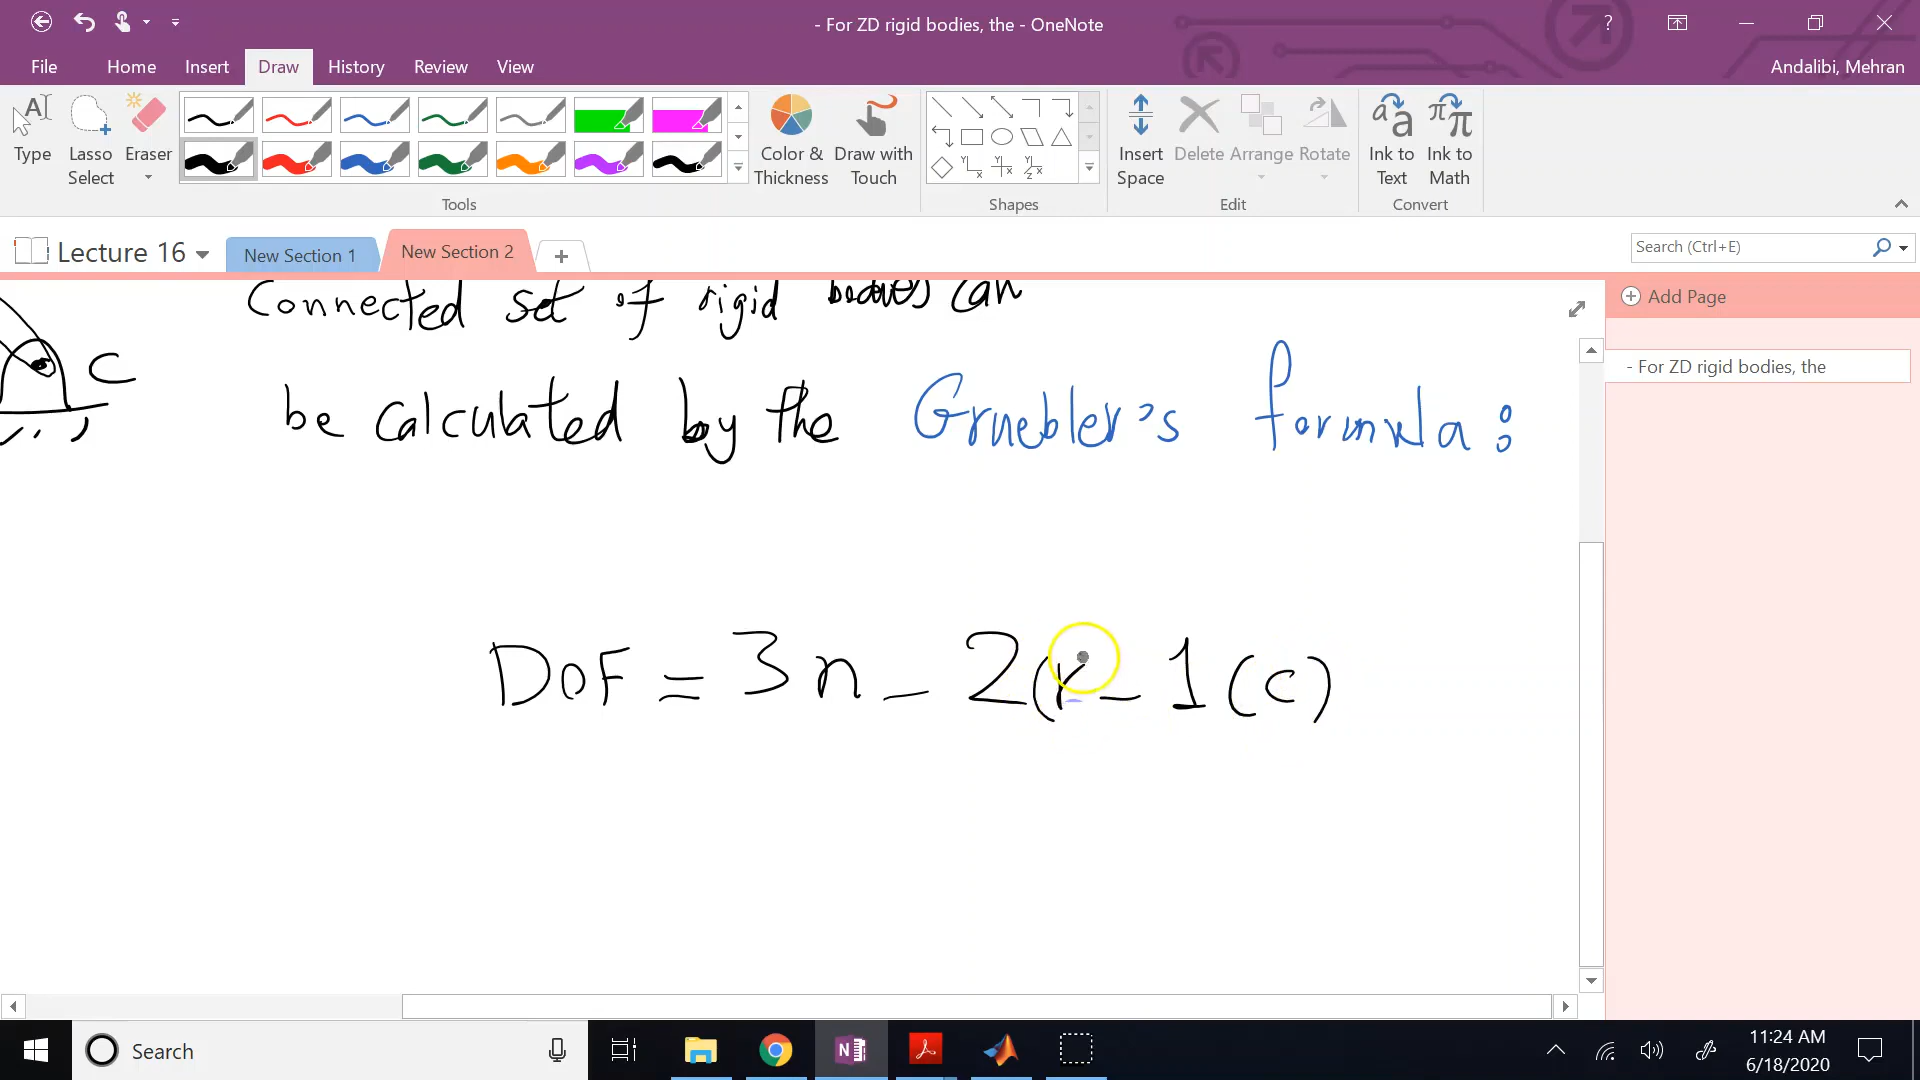 - For ZD rigid bodies, the - OneNote
?
File Home Insert Draw History Review View
Andalibi, Mehran
Type
Lasso Select
Eraser
Color & Thickness
Draw with Touch
Insert Space
Delete Arrange Rotate
Ink to Text
Ink to Math
Tools
Shapes
Edit
Convert
Lecture 16
New Section 1
New Section 2
Search (Ctrl+E)
Add Page
- For ZD rigid bodies, the
Connected set of rigid bodies can
C
be calculated by the Gruebler's formula:
DoF = 3n - 2(r - 1(c)
Search
11:24 AM
6/18/2020